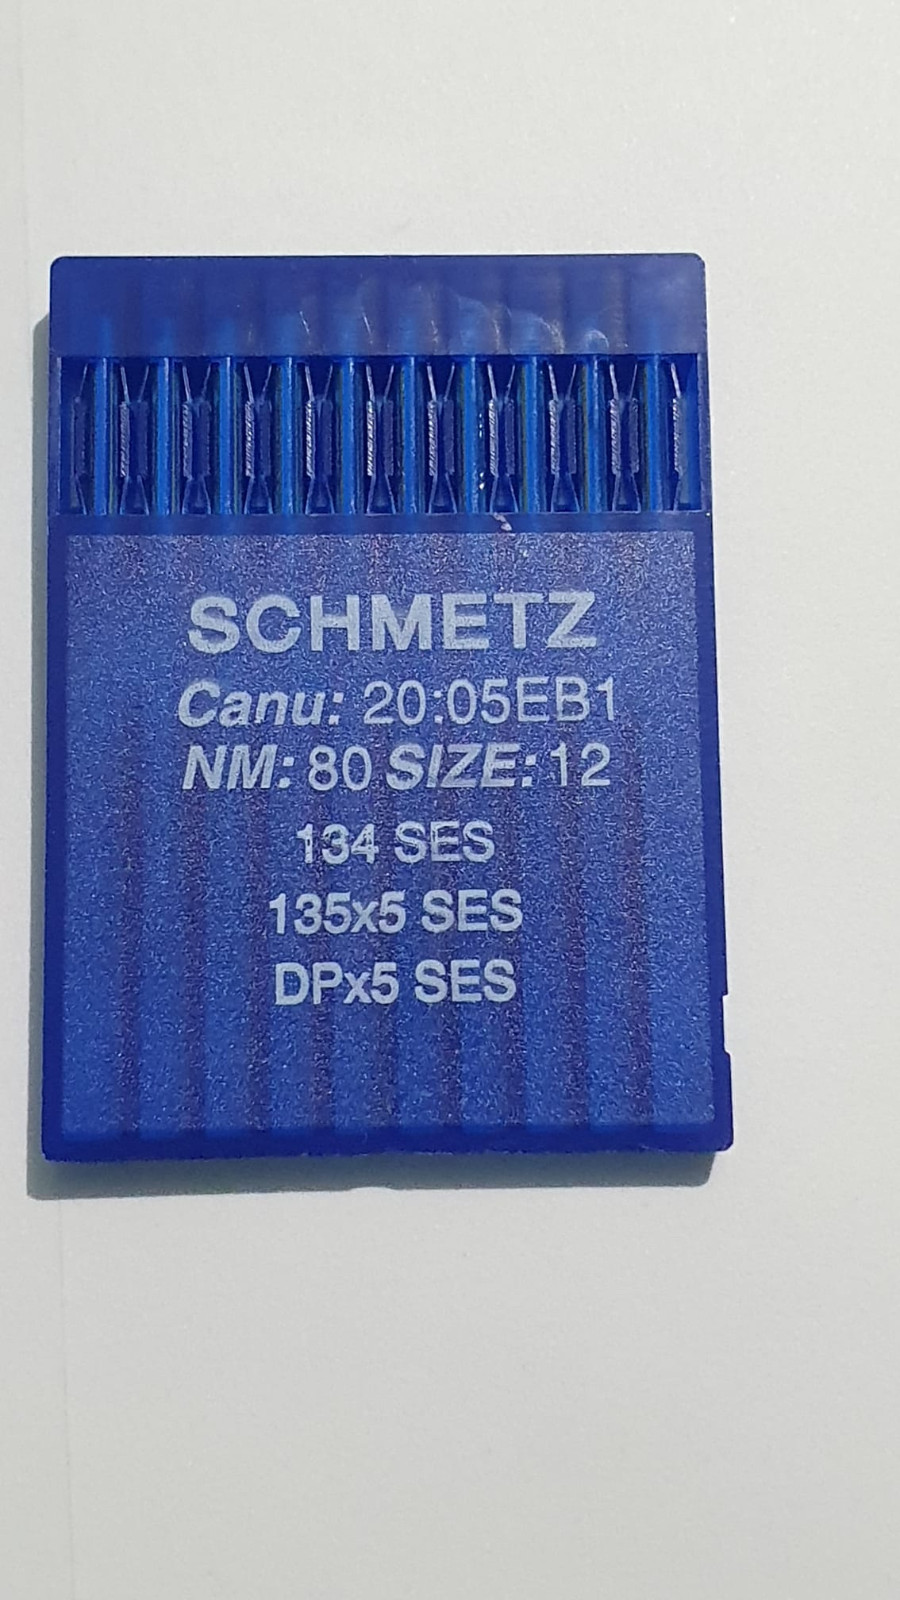 SCHMETZ
Canu: 20:05EB1
NM: 80 SIZE: 12
134 SES
135x5 SES
DPx5 SES